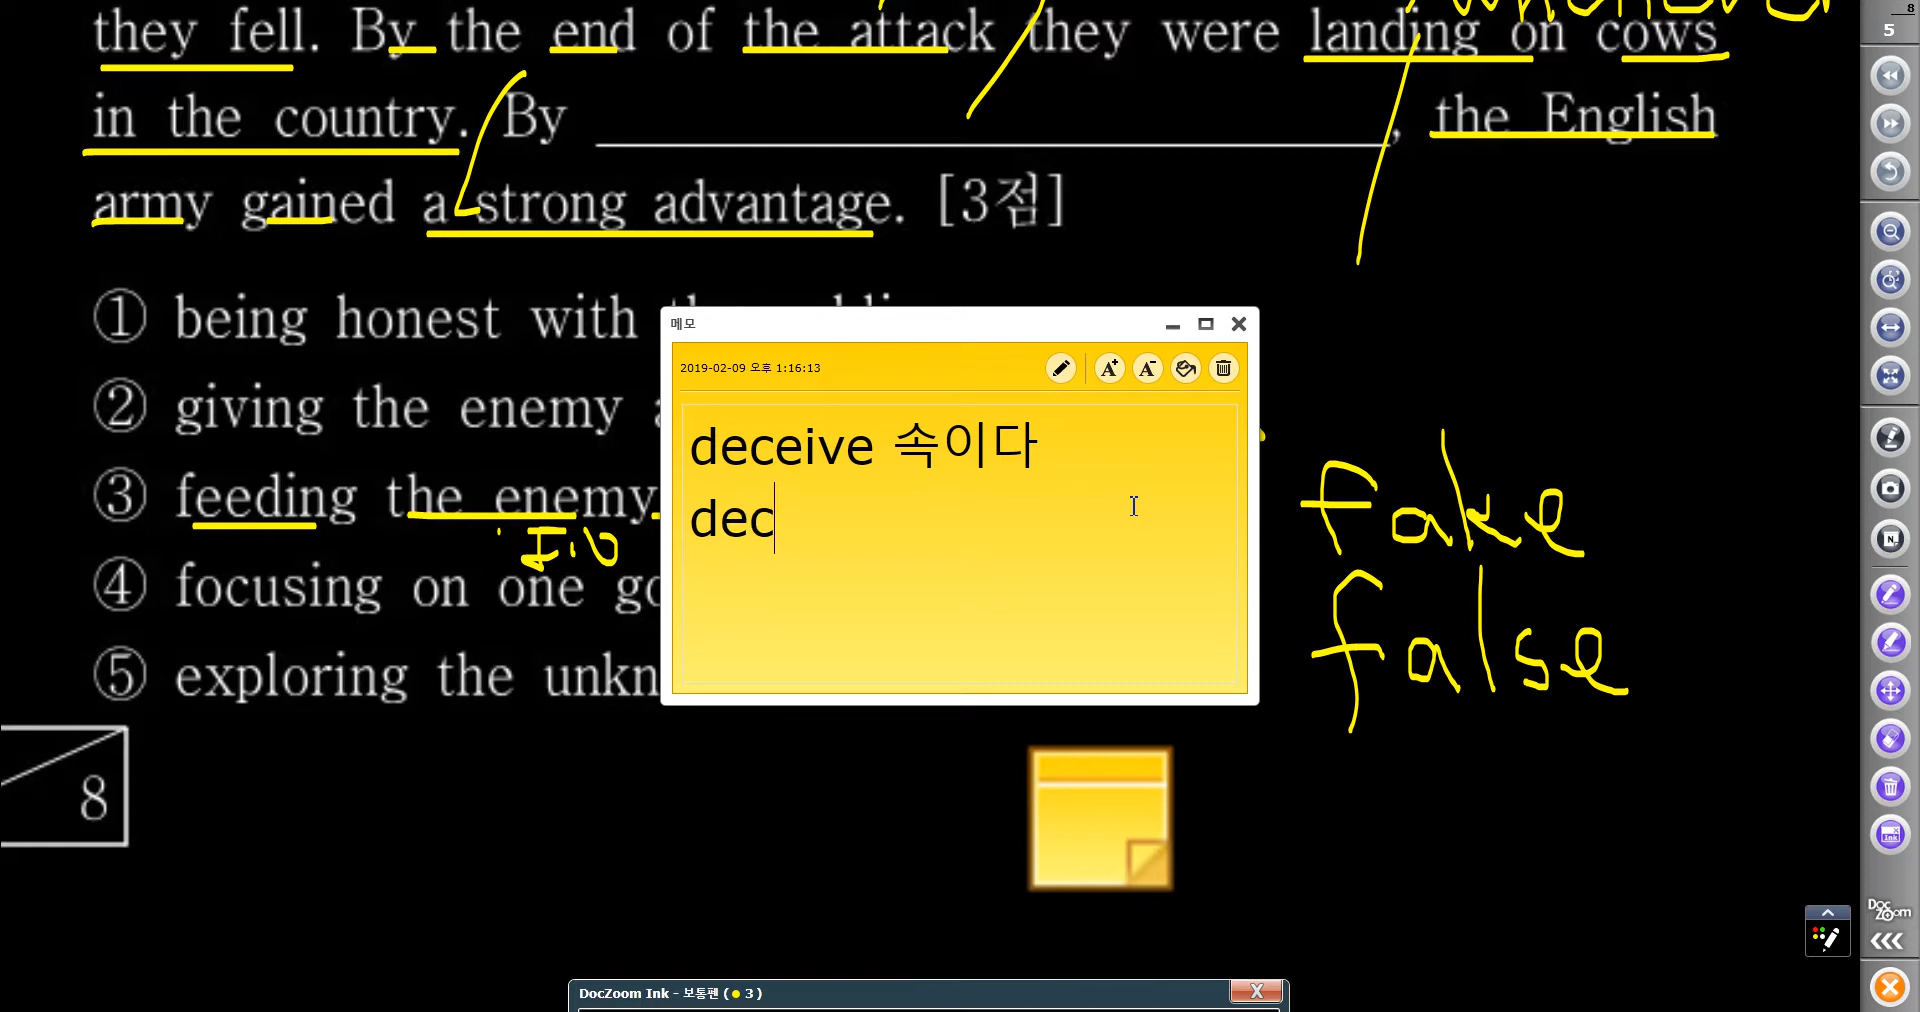 they fell. By the end of the attack they were landing on cows
in the country. By ____, the English
army gained a strong advantage. [3점]
① being honest with
② giving the enemy
③ feeding the enemy
④ focusing on one
⑤ exploring the
8
메모
2019-02-09 오후 1:16:13
deceive 속이다
dec
fake
false
8
5
DocZoom
DocZoom Ink - 보통펜 ( 3 )